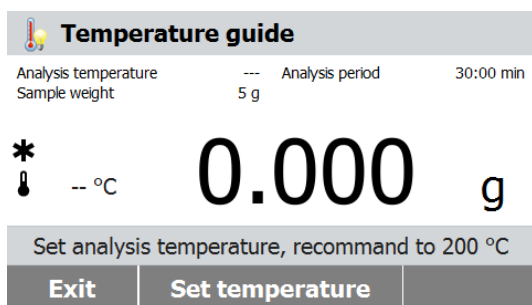 Temperature guide
Analysis temperature --- Analysis period 30:00 min
Sample weight 5 g
-- °C 0.000 g
Set analysis temperature, recommand to 200 °C
Exit Set temperature